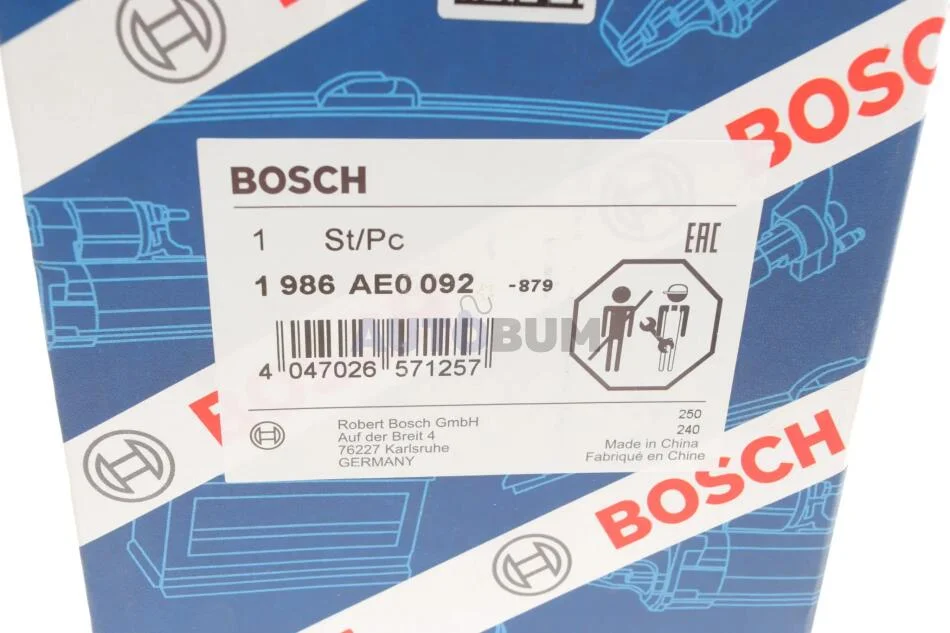 BOSCH
BOSCH
1 St/Pc
EAC
1 986 AE0 092 -879
AUTOBUM
4 047026 571257
Robert Bosch GmbH
Auf der Breit 4
76227 Karlsruhe
GERMANY
250
240
Made in China
Fabriqué en Chine
BOSCH